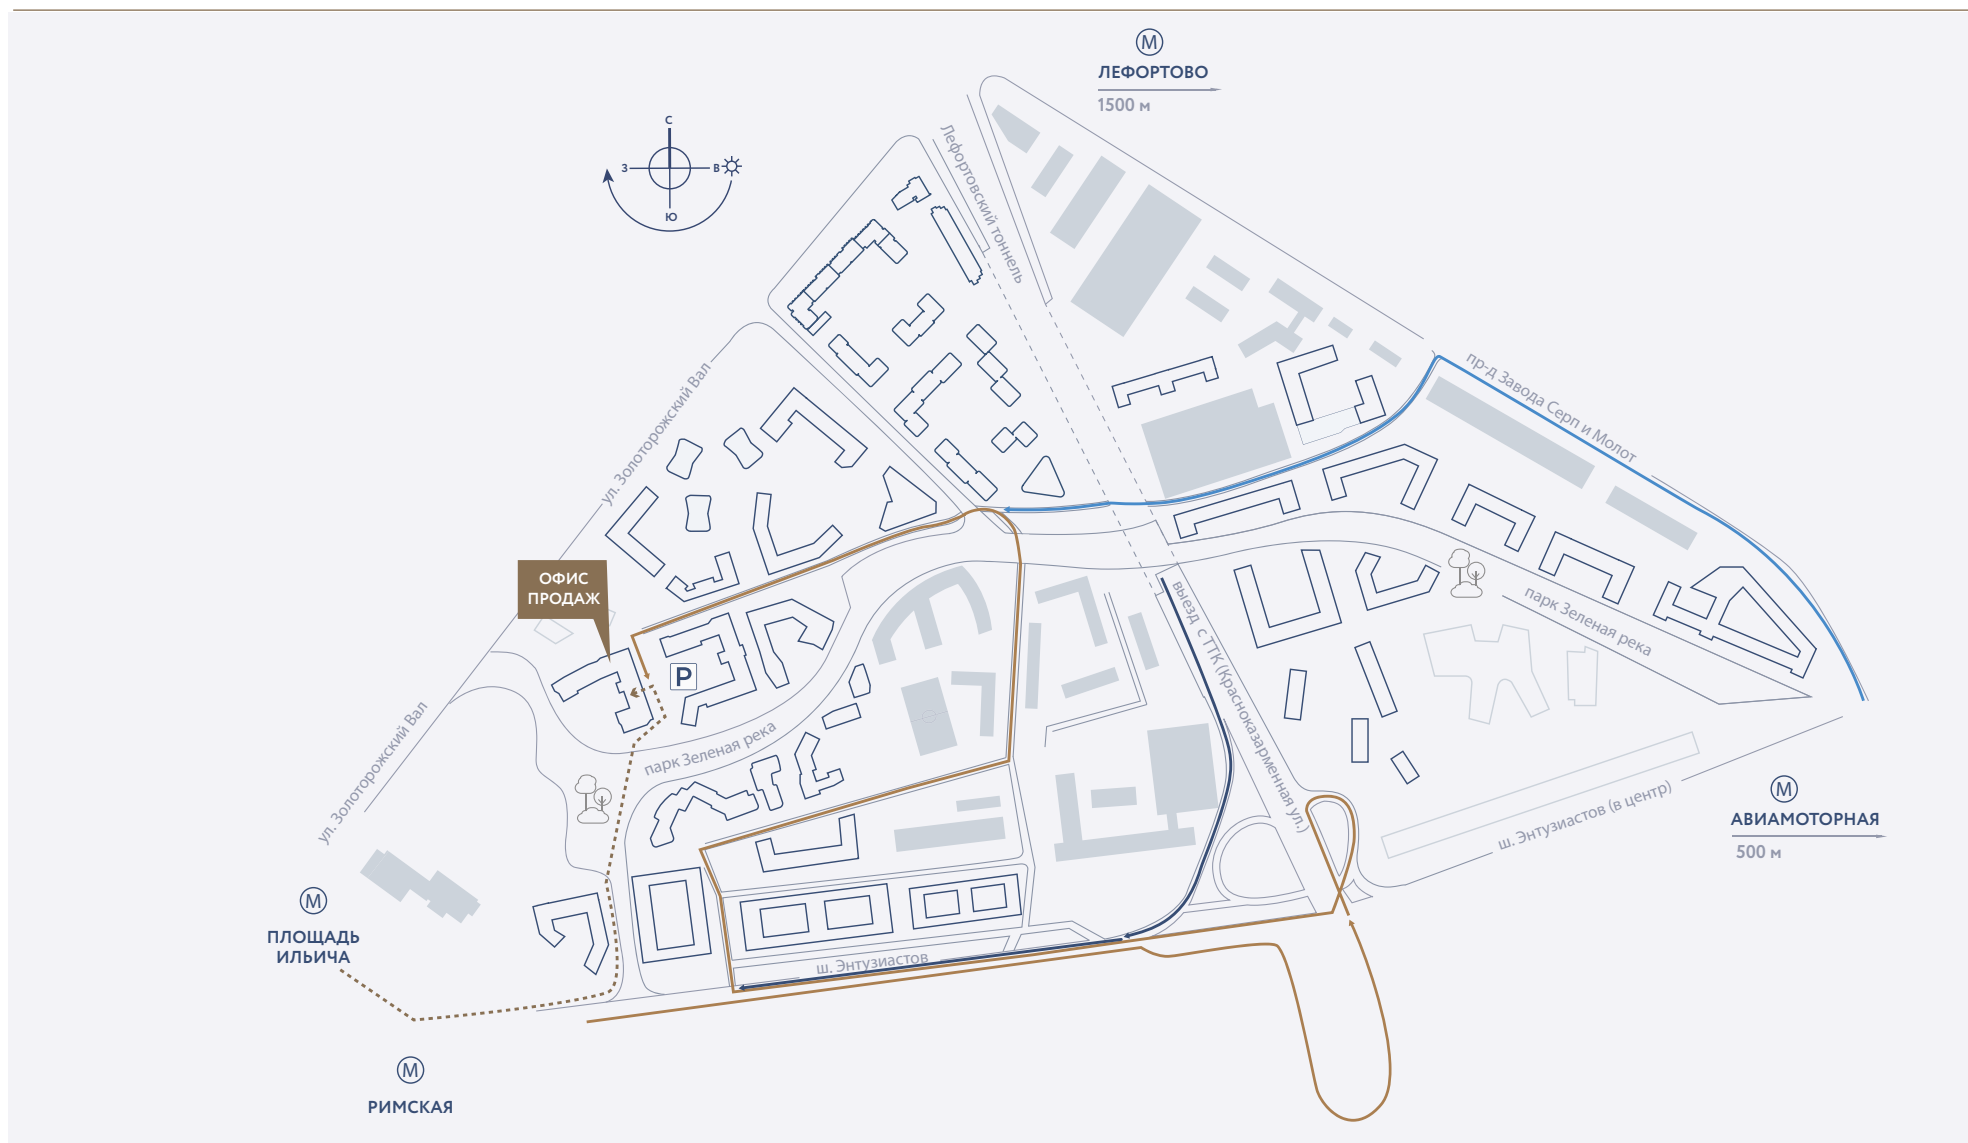 М
ЛЕФОРТОВО
1500 м
С
З
В
Ю
Лефортовский тоннель
пр-д Завода Серп и Молот
ул. Золоторожский Вал
ОФИС
ПРОДАЖ
парк Зеленая река
выезд с ТТК (Красноказарменная ул.)
Р
ул. Золоторожский Вал
парк Зеленая река
М
АВИАМОТОРНАЯ
500 м
ш. Энтузиастов (в центр)
М
ПЛОЩАДЬ
ИЛЬИЧА
ш. Энтузиастов
М
РИМСКАЯ